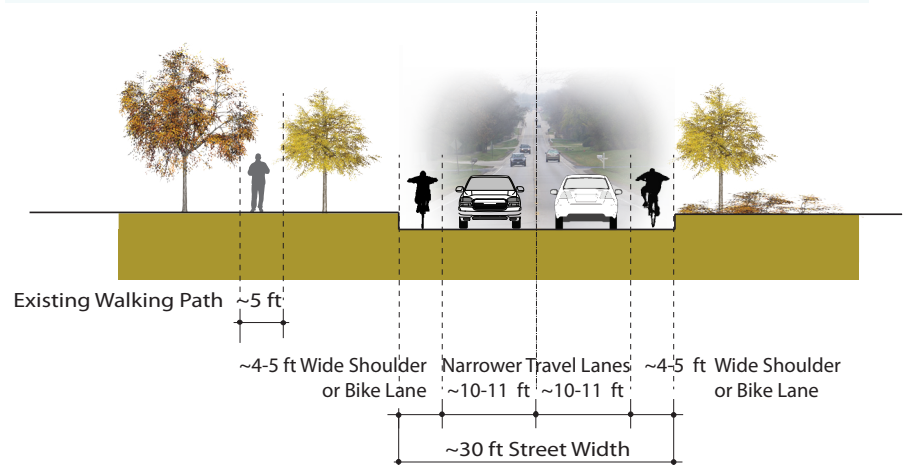 Existing Walking Path ~5 ft
~4-5 ft Wide Shoulder
or Bike Lane
Narrower Travel Lanes
~10-11 ft ~10-11 ft
~4-5 ft Wide Shoulder
or Bike Lane
~30 ft Street Width